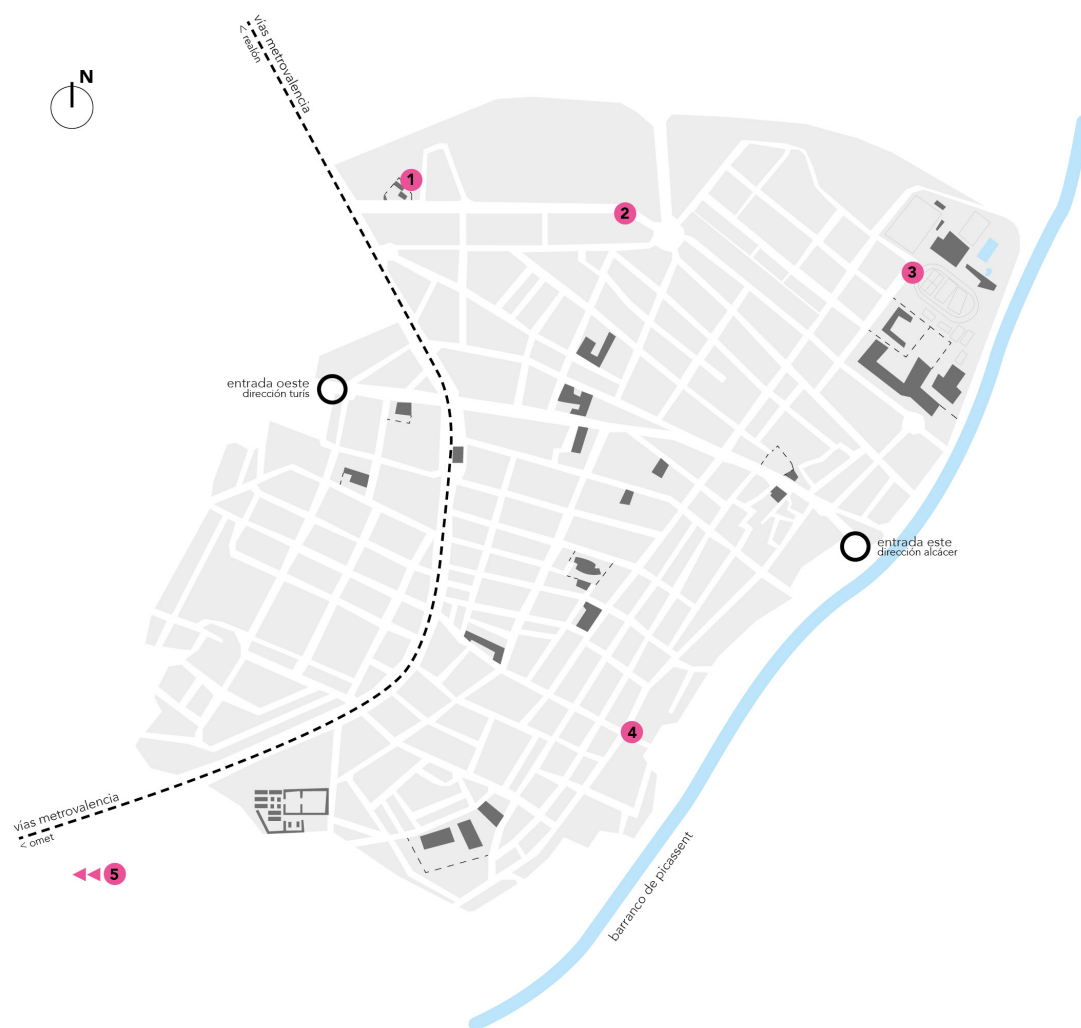 vías metrovalencia
< realón
N
1
2
3
entrada oeste
dirección turís
entrada este
dirección alcácer
4
vías metrovalencia
< omet
5
barranco de picassent